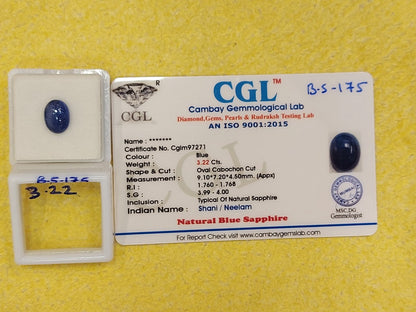 B-S-175
3.22
R
CGL
CGL™
Cambay Gemmological Lab
Diamond,Gems, Pearls & Rudraksh Testing Lab
AN ISO 9001:2015
B-S-175
Name : *******
Certificate No. Cglm97271
Colour : Blue
Weight : 3.22 Cts.
Shape & Cut : Oval Cabochon Cut
Measurement : 9.10*7.20*4.50mm. (Appx)
R.I : 1.760 - 1.768
S.G : 3.99 - 4.00
Inclusion : Typical Of Natural Sapphire
Indian Name : Shani / Neelam
Natural Blue Sapphire
For Report Visit : www.cambaygemslab.com
MSC,DG
Gemmologist